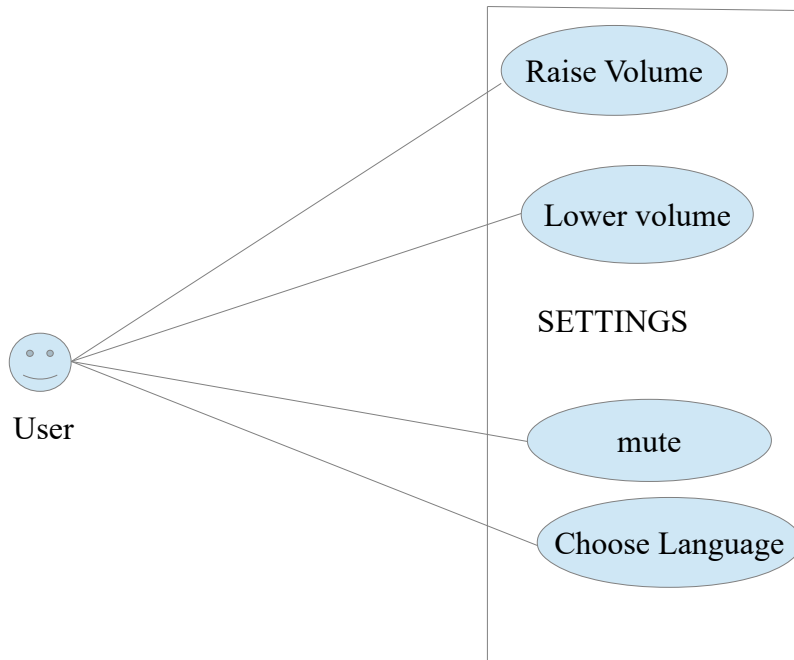 Raise Volume
Lower volume
SETTINGS
User
mute
Choose Language